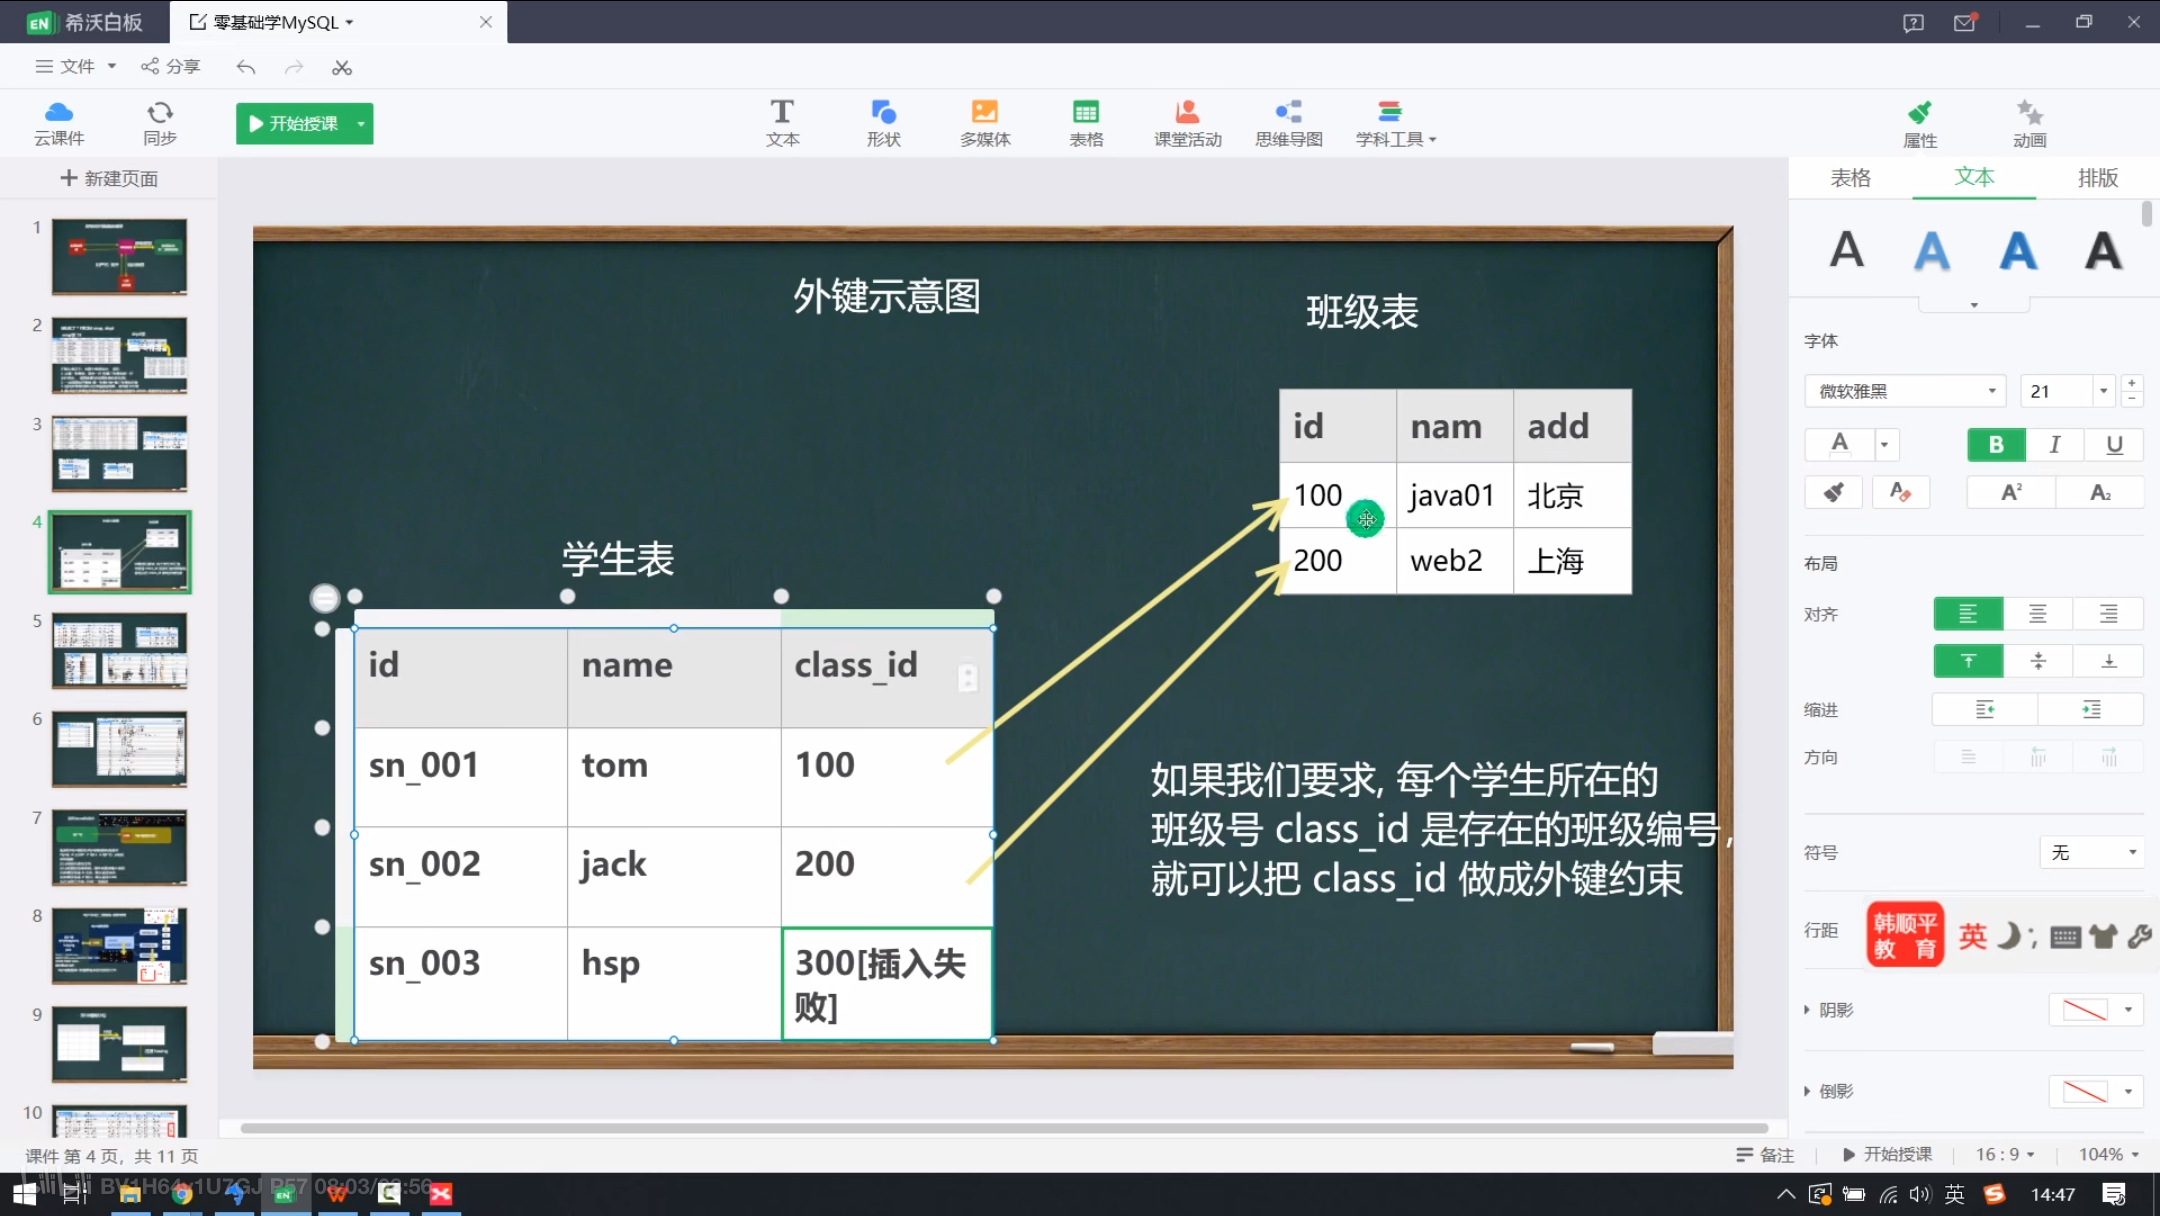 EN 希沃白板
零基础学MySQL
文件
分享
云课件
同步
开始授课
文本
形状
多媒体
表格
课堂活动
思维导图
学科工具
属性
动画
新建页面
1
2
3
4
5
6
7
8
9
10
外键示意图
班级表
id nam add
100 java01 北京
200 web2 上海
学生表
id name class_id
sn_001 tom 100
sn_002 jack 200
sn_003 hsp 300[插入失
败]
如果我们要求, 每个学生所在的
班级号 class_id 是存在的班级编号,
就可以把 class_id 做成外键约束
表格 文本 排版
A A A A
字体
微软雅黑 21
A B I U
A² A₂
布局
对齐
缩进
方向
符号 无
行距
韩顺平
教 育
英
阴影
倒影
课件 第 4 页，共 11 页
备注
开始授课
16 : 9
104%
BV1H64y1U7GJ P57 08:03/
英
14:47